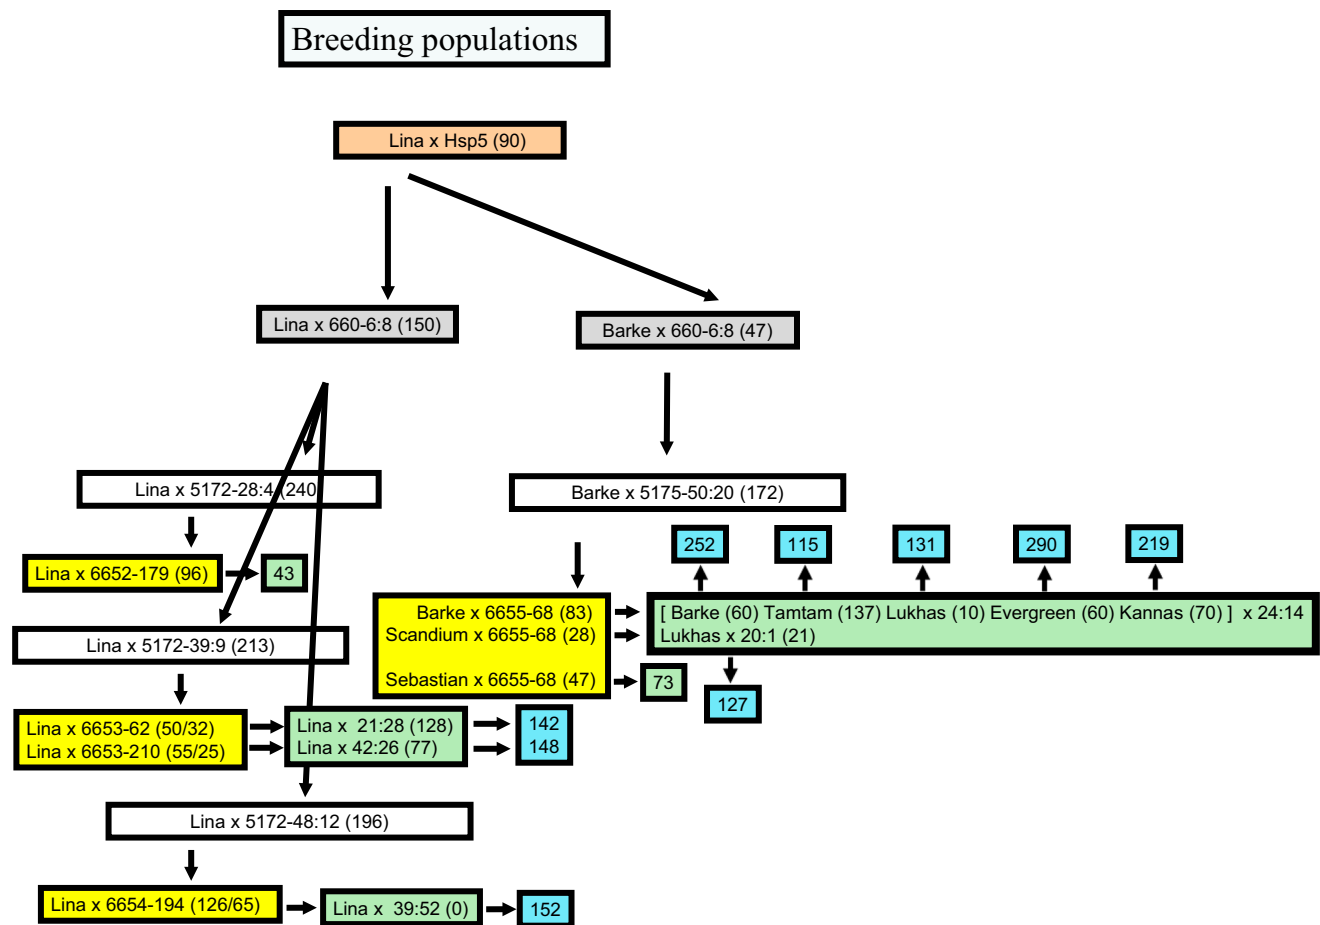 Breeding populations
Lina x Hsp5 (90)
Lina x 660-6:8 (150)
Barke x 660-6:8 (47)
Lina x 5172-28:4 (240)
Barke x 5175-50:20 (172)
252
115
131
290
219
Lina x 6652-179 (96)
43
Barke x 6655-68 (83)
Scandium x 6655-68 (28)
Sebastian x 6655-68 (47)
[ Barke (60) Tamtam (137) Lukhas (10) Evergreen (60) Kannas (70) ] x 24:14
Lukhas x 20:1 (21)
73
127
Lina x 5172-39:9 (213)
Lina x 6653-62 (50/32)
Lina x 6653-210 (55/25)
Lina x 21:28 (128)
Lina x 42:26 (77)
142
148
Lina x 5172-48:12 (196)
Lina x 6654-194 (126/65)
Lina x 39:52 (0)
152